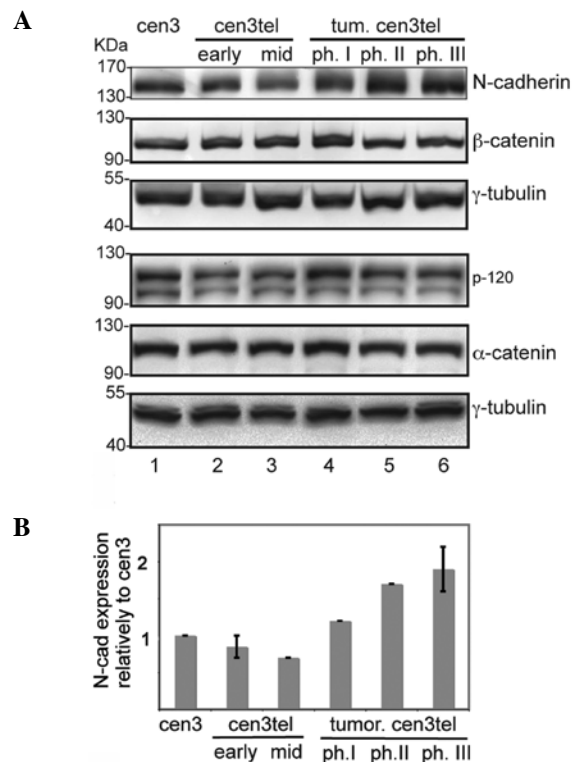 A
cen3 cen3tel tum. cen3tel
KDa early mid ph. I ph. II ph. III
170
130
N-cadherin
130
90
β-catenin
55
40
γ-tubulin
130
90
p-120
130
90
α-catenin
55
40
γ-tubulin
1 2 3 4 5 6
B
N-cad expression
relatively to cen3
2
1
cen3 cen3tel tumor. cen3tel
early mid ph.I ph.II ph. III